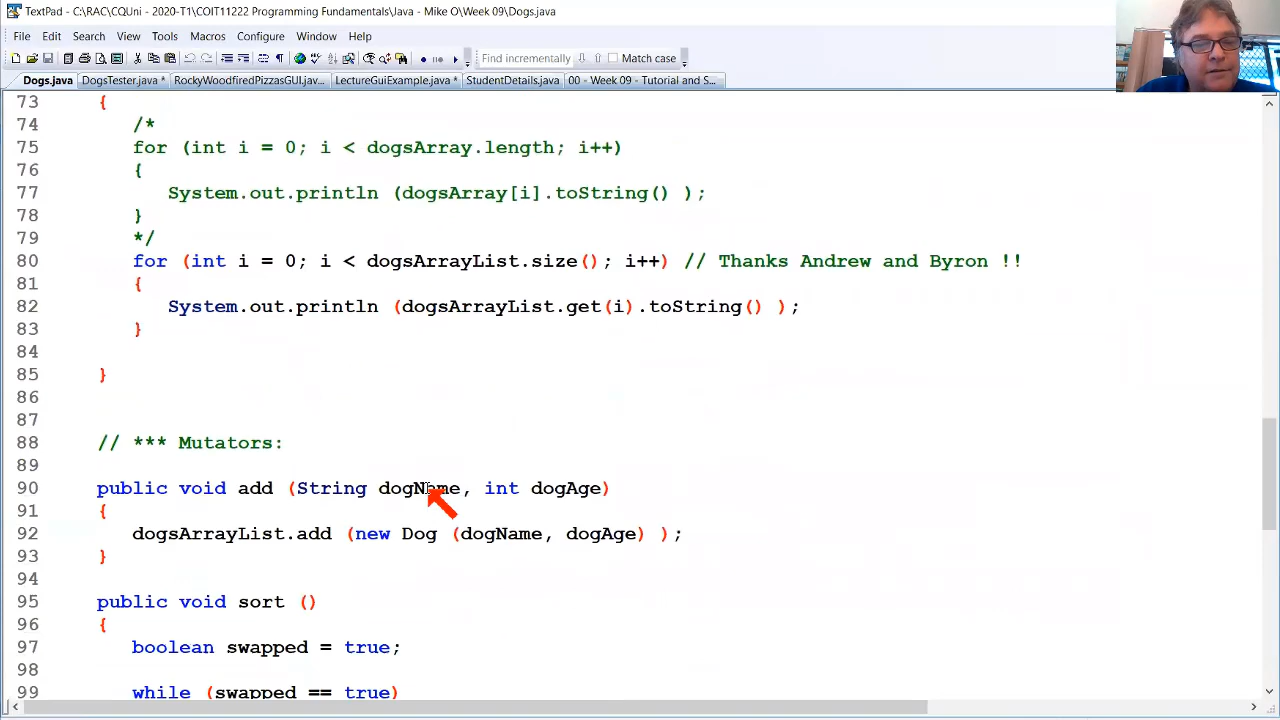 TextPad - C:\RAC\CQUni - 2020-T1\COIT11222 Programming Fundamentals\Java - Mike O\Week 09\Dogs.java
File Edit Search View Tools Macros Configure Window Help
Find incrementally Match case
Dogs.java DogsTester.java * RockyWoodfiredPizzasGUI.jav... LectureGuiExample.java * StudentDetails.java 00 - Week 09 - Tutorial and S...
73 {
74 /*
75 for (int i = 0; i < dogsArray.length; i++)
76 {
77 System.out.println (dogsArray[i].toString() );
78 }
79 */
80 for (int i = 0; i < dogsArrayList.size(); i++) // Thanks Andrew and Byron !!
81 {
82 System.out.println (dogsArrayList.get(i).toString() );
83 }
84
85 }
86
87
88 // *** Mutators:
89
90 public void add (String dogName, int dogAge)
91 {
92 dogsArrayList.add (new Dog (dogName, dogAge) );
93 }
94
95 public void sort ()
96 {
97 boolean swapped = true;
98
99 while (swapped == true)